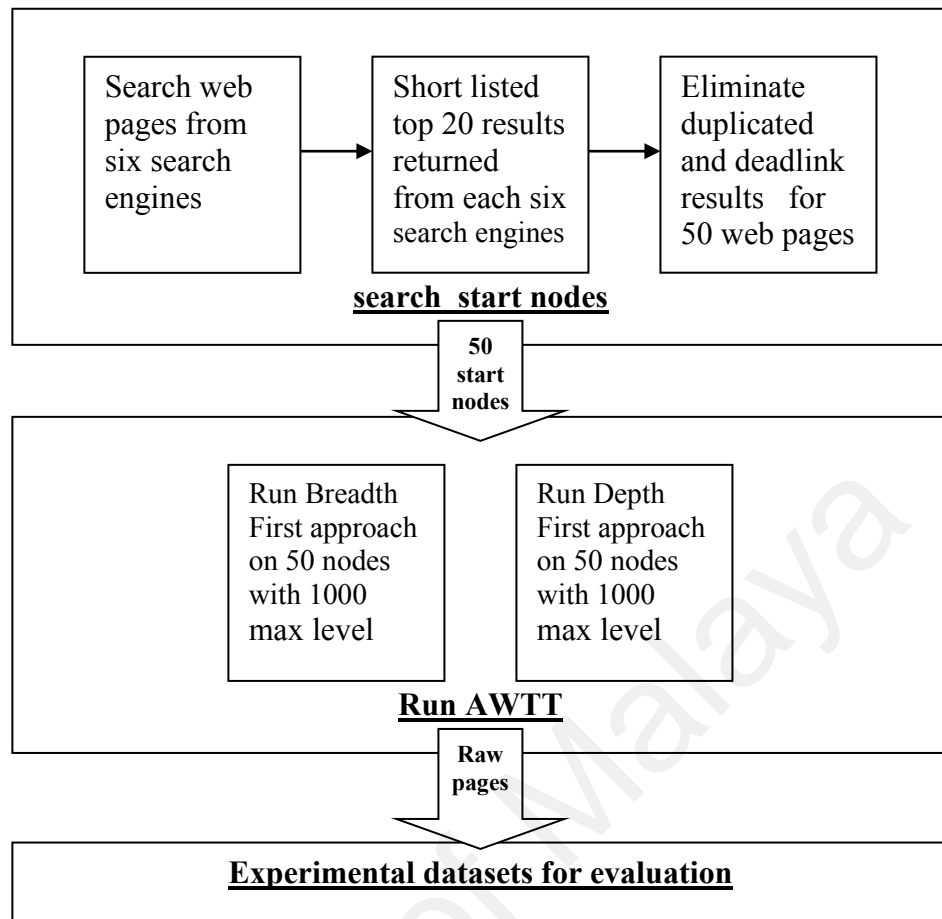 Search web
pages from
six search
engines
Short listed
top 20 results
returned
from each six
search engines
Eliminate
duplicated
and deadlink
results for
50 web pages
search start nodes
50
start
nodes
Run Breadth
First approach
on 50 nodes
with 1000
max level
Run Depth
First approach
on 50 nodes
with 1000
max level
Run AWTT
Raw
pages
Experimental datasets for evaluation
of Malaya